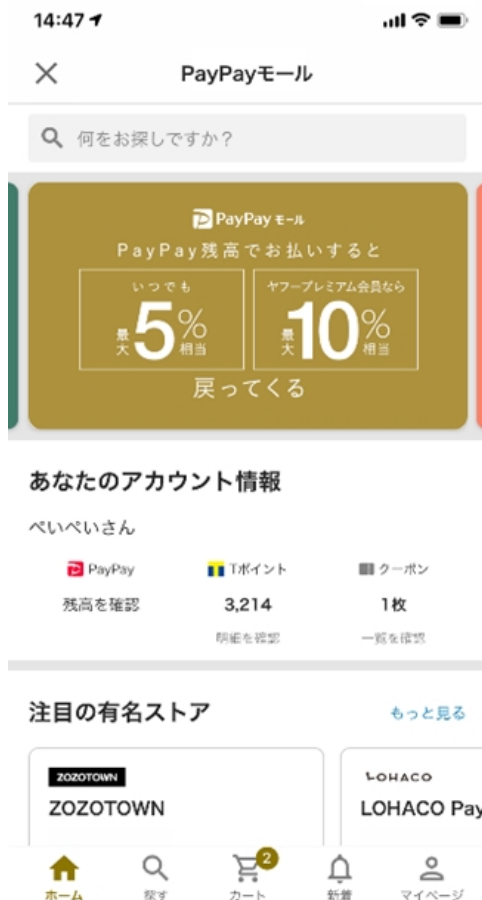 14:47
PayPayモール
何をお探しですか？
PayPay モール
PayPay残高でお払いすると
いつでも
最大5%相当
ヤフープレミアム会員なら
最大10%相当
戻ってくる
あなたのアカウント情報
ぺいぺいさん
PayPay
Tポイント
クーポン
残高を確認
3,214
1枚
明細を確認
一覧を確認
注目の有名ストア
もっと見る
ZOZOTOWN
ZOZOTOWN
LOHACO
LOHACO Pay
2
ホーム
探す
カート
新着
マイページ